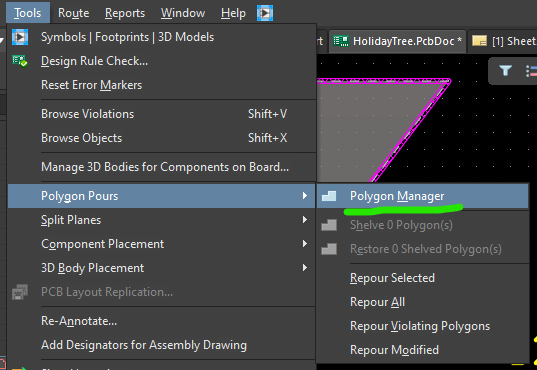 Tools Route Reports Window Help
Symbols | Footprints | 3D Models
HolidayTree.PcbDoc * [1] Sheet
Design Rule Check...
Reset Error Markers
Browse Violations Shift+V
Browse Objects Shift+X
Manage 3D Bodies for Components on Board...
Polygon Pours Polygon Manager
Split Planes Shelve 0 Polygon(s)
Component Placement Restore 0 Shelved Polygon(s)
3D Body Placement Repour Selected
PCB Layout Replication... Repour All
Re-Annotate... Repour Violating Polygons
Add Designators for Assembly Drawing Repour Modified